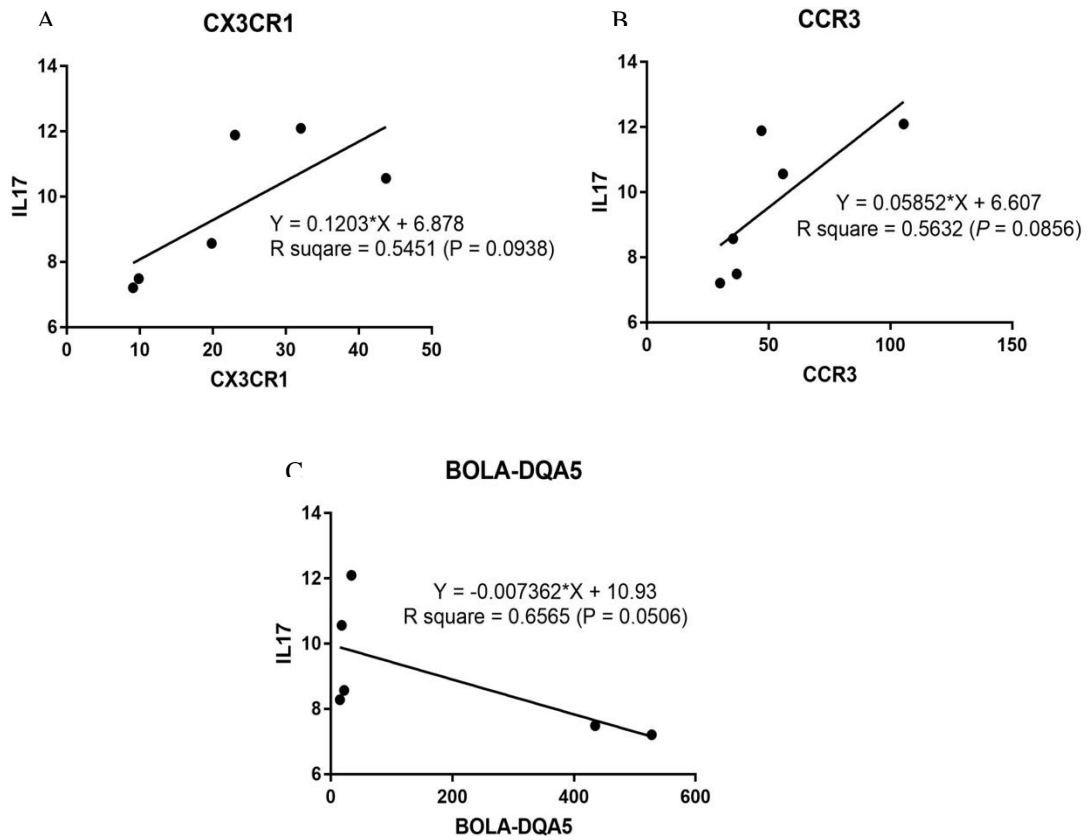 A
CX3CR1
14
12
10
8
6
IL17
Y = 0.1203*X + 6.878
R suqare = 0.5451 (P = 0.0938)
0 10 20 30 40 50
CX3CR1
B
CCR3
14
12
10
8
6
IL17
Y = 0.05852*X + 6.607
R square = 0.5632 (P = 0.0856)
0 50 100 150
CCR3
C
BOLA-DQA5
14
12
10
8
6
IL17
Y = -0.007362*X + 10.93
R square = 0.6565 (P = 0.0506)
0 200 400 600
BOLA-DQA5